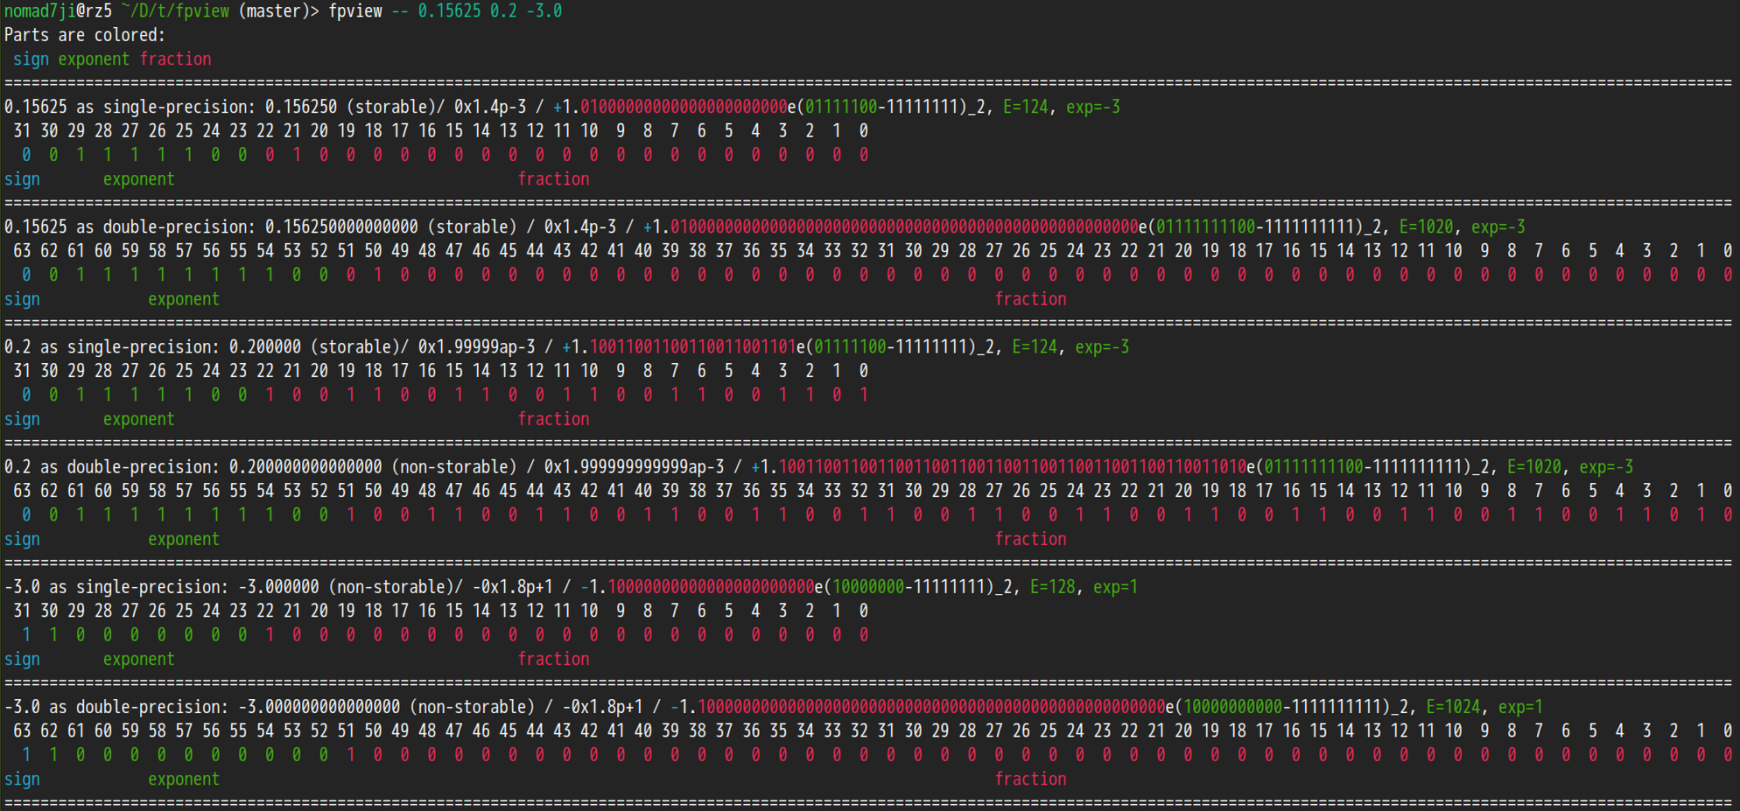 nomad7ji@rz5 ~/D/t/fpview (master)> fpview -- 0.15625 0.2 -3.0
Parts are colored:
 sign exponent fraction
================================================================================================================================================================================================
0.15625 as single-precision: 0.156250 (storable)/ 0x1.4p-3 / +1.01000000000000000000000e(01111100-11111111)_2, E=124, exp=-3
 31 30 29 28 27 26 25 24 23 22 21 20 19 18 17 16 15 14 13 12 11 10  9  8  7  6  5  4  3  2  1  0
  0  0  1  1  1  1  1  0  0  0  1  0  0  0  0  0  0  0  0  0  0  0  0  0  0  0  0  0  0  0  0  0
sign       exponent                                      fraction
================================================================================================================================================================================================
0.15625 as double-precision: 0.156250000000000 (storable) / 0x1.4p-3 / +1.0100000000000000000000000000000000000000000000000000e(01111111100-1111111111)_2, E=1020, exp=-3
 63 62 61 60 59 58 57 56 55 54 53 52 51 50 49 48 47 46 45 44 43 42 41 40 39 38 37 36 35 34 33 32 31 30 29 28 27 26 25 24 23 22 21 20 19 18 17 16 15 14 13 12 11 10  9  8  7  6  5  4  3  2  1  0
  0  0  1  1  1  1  1  1  1  1  0  0  0  1  0  0  0  0  0  0  0  0  0  0  0  0  0  0  0  0  0  0  0  0  0  0  0  0  0  0  0  0  0  0  0  0  0  0  0  0  0  0  0  0  0  0  0  0  0  0  0  0  0  0
sign            exponent                                                                                      fraction
================================================================================================================================================================================================
0.2 as single-precision: 0.200000 (storable)/ 0x1.99999ap-3 / +1.10011001100110011001101e(01111100-11111111)_2, E=124, exp=-3
 31 30 29 28 27 26 25 24 23 22 21 20 19 18 17 16 15 14 13 12 11 10  9  8  7  6  5  4  3  2  1  0
  0  0  1  1  1  1  1  0  0  1  0  0  1  1  0  0  1  1  0  0  1  1  0  0  1  1  0  0  1  1  0  1
sign       exponent                                      fraction
================================================================================================================================================================================================
0.2 as double-precision: 0.200000000000000 (non-storable) / 0x1.999999999999ap-3 / +1.1001100110011001100110011001100110011001100110011010e(01111111100-1111111111)_2, E=1020, exp=-3
 63 62 61 60 59 58 57 56 55 54 53 52 51 50 49 48 47 46 45 44 43 42 41 40 39 38 37 36 35 34 33 32 31 30 29 28 27 26 25 24 23 22 21 20 19 18 17 16 15 14 13 12 11 10  9  8  7  6  5  4  3  2  1  0
  0  0  1  1  1  1  1  1  1  1  0  0  1  0  0  1  1  0  0  1  1  0  0  1  1  0  0  1  1  0  0  1  1  0  0  1  1  0  0  1  1  0  0  1  1  0  0  1  1  0  0  1  1  0  0  1  1  0  0  1  1  0  1  0
sign            exponent                                                                                      fraction
================================================================================================================================================================================================
-3.0 as single-precision: -3.000000 (non-storable)/ -0x1.8p+1 / -1.10000000000000000000000e(10000000-11111111)_2, E=128, exp=1
 31 30 29 28 27 26 25 24 23 22 21 20 19 18 17 16 15 14 13 12 11 10  9  8  7  6  5  4  3  2  1  0
  1  1  0  0  0  0  0  0  0  1  0  0  0  0  0  0  0  0  0  0  0  0  0  0  0  0  0  0  0  0  0  0
sign       exponent                                      fraction
================================================================================================================================================================================================
-3.0 as double-precision: -3.000000000000000 (non-storable) / -0x1.8p+1 / -1.1000000000000000000000000000000000000000000000000000e(10000000000-1111111111)_2, E=1024, exp=1
 63 62 61 60 59 58 57 56 55 54 53 52 51 50 49 48 47 46 45 44 43 42 41 40 39 38 37 36 35 34 33 32 31 30 29 28 27 26 25 24 23 22 21 20 19 18 17 16 15 14 13 12 11 10  9  8  7  6  5  4  3  2  1  0
  1  1  0  0  0  0  0  0  0  0  0  0  1  0  0  0  0  0  0  0  0  0  0  0  0  0  0  0  0  0  0  0  0  0  0  0  0  0  0  0  0  0  0  0  0  0  0  0  0  0  0  0  0  0  0  0  0  0  0  0  0  0  0  0
sign            exponent                                                                                      fraction
================================================================================================================================================================================================